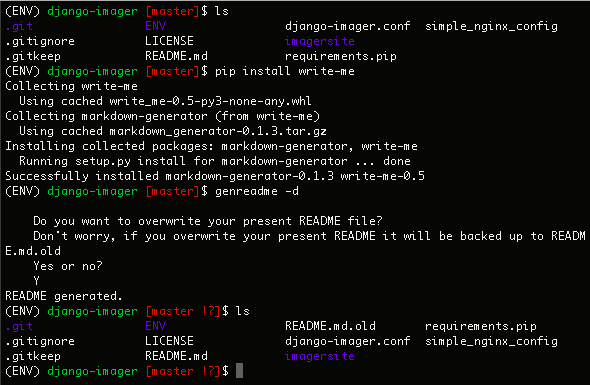 (ENV) django-imager [master]$ ls
.git ENV django-imager.conf simple_nginx_config
.gitignore LICENSE imagersite
.gitkeep README.md requirements.pip
(ENV) django-imager [master]$ pip install write-me
Collecting write-me
Using cached write_me-0.5-py3-none-any.whl
Collecting markdown-generator (from write-me)
Using cached markdown_generator-0.1.3.tar.gz
Installing collected packages: markdown-generator, write-me
Running setup.py install for markdown-generator ... done
Successfully installed markdown-generator-0.1.3 write-me-0.5
(ENV) django-imager [master]$ genreadme -d
Do you want to overwrite your present README file?
Don't worry, if you overwrite your present README it will be backed up to READM
E.md.old
Yes or no?
Y
README generated.
(ENV) django-imager [master !?]$ ls
.git ENV README.md.old requirements.pip
.gitignore LICENSE django-imager.conf simple_nginx_config
.gitkeep README.md imagersite
(ENV) django-imager [master !?]$